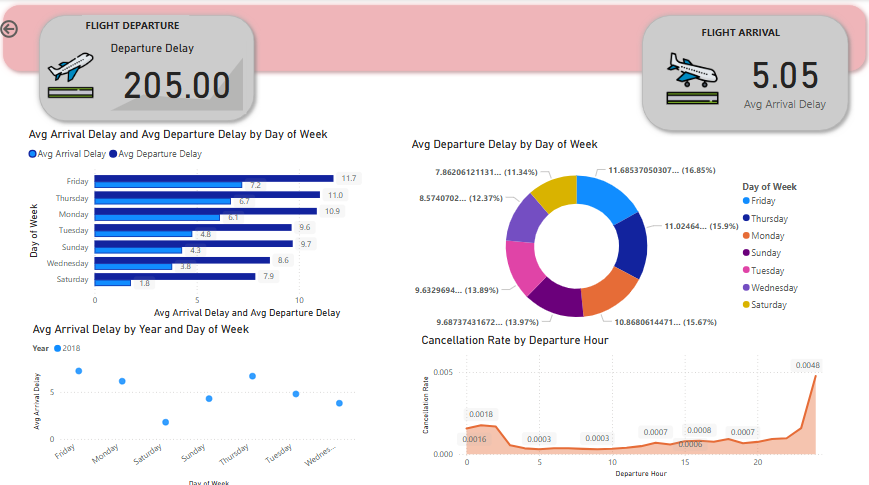 FLIGHT DEPARTURE
Departure Delay
205.00
FLIGHT ARRIVAL
5.05
Avg Arrival Delay
Avg Arrival Delay and Avg Departure Delay by Day of Week
Avg Arrival Delay Avg Departure Delay
Day of Week
Friday 11.7
7.2
Thursday 11.0
6.7
Monday 10.9
6.1
Tuesday 9.6
4.8
Sunday 9.7
4.3
Wednesday 8.6
3.8
Saturday 7.9
1.8
0 5 10
Avg Arrival Delay and Avg Departure Delay
Avg Departure Delay by Day of Week
7.86206121131... (11.34%)
11.68537050307... (16.85%)
8.5740702... (12.37%)
11.02464... (15.9%)
9.6329694... (13.89%)
9.68737431672... (13.97%)
10.8680614471... (15.67%)
Day of Week
Friday
Thursday
Monday
Sunday
Tuesday
Wednesday
Saturday
Avg Arrival Delay by Year and Day of Week
Year 2018
Avg Arrival Delay
5
0
Friday Monday Saturday Sunday Thursday Tuesday Wednes...
Day of Week
Cancellation Rate by Departure Hour
Cancellation Rate
0.005
0.000
0.0016
0.0018
0.0003
0.0003
0.0007
0.0006
0.0008
0.0007
0.0048
0 5 10 15 20
Departure Hour